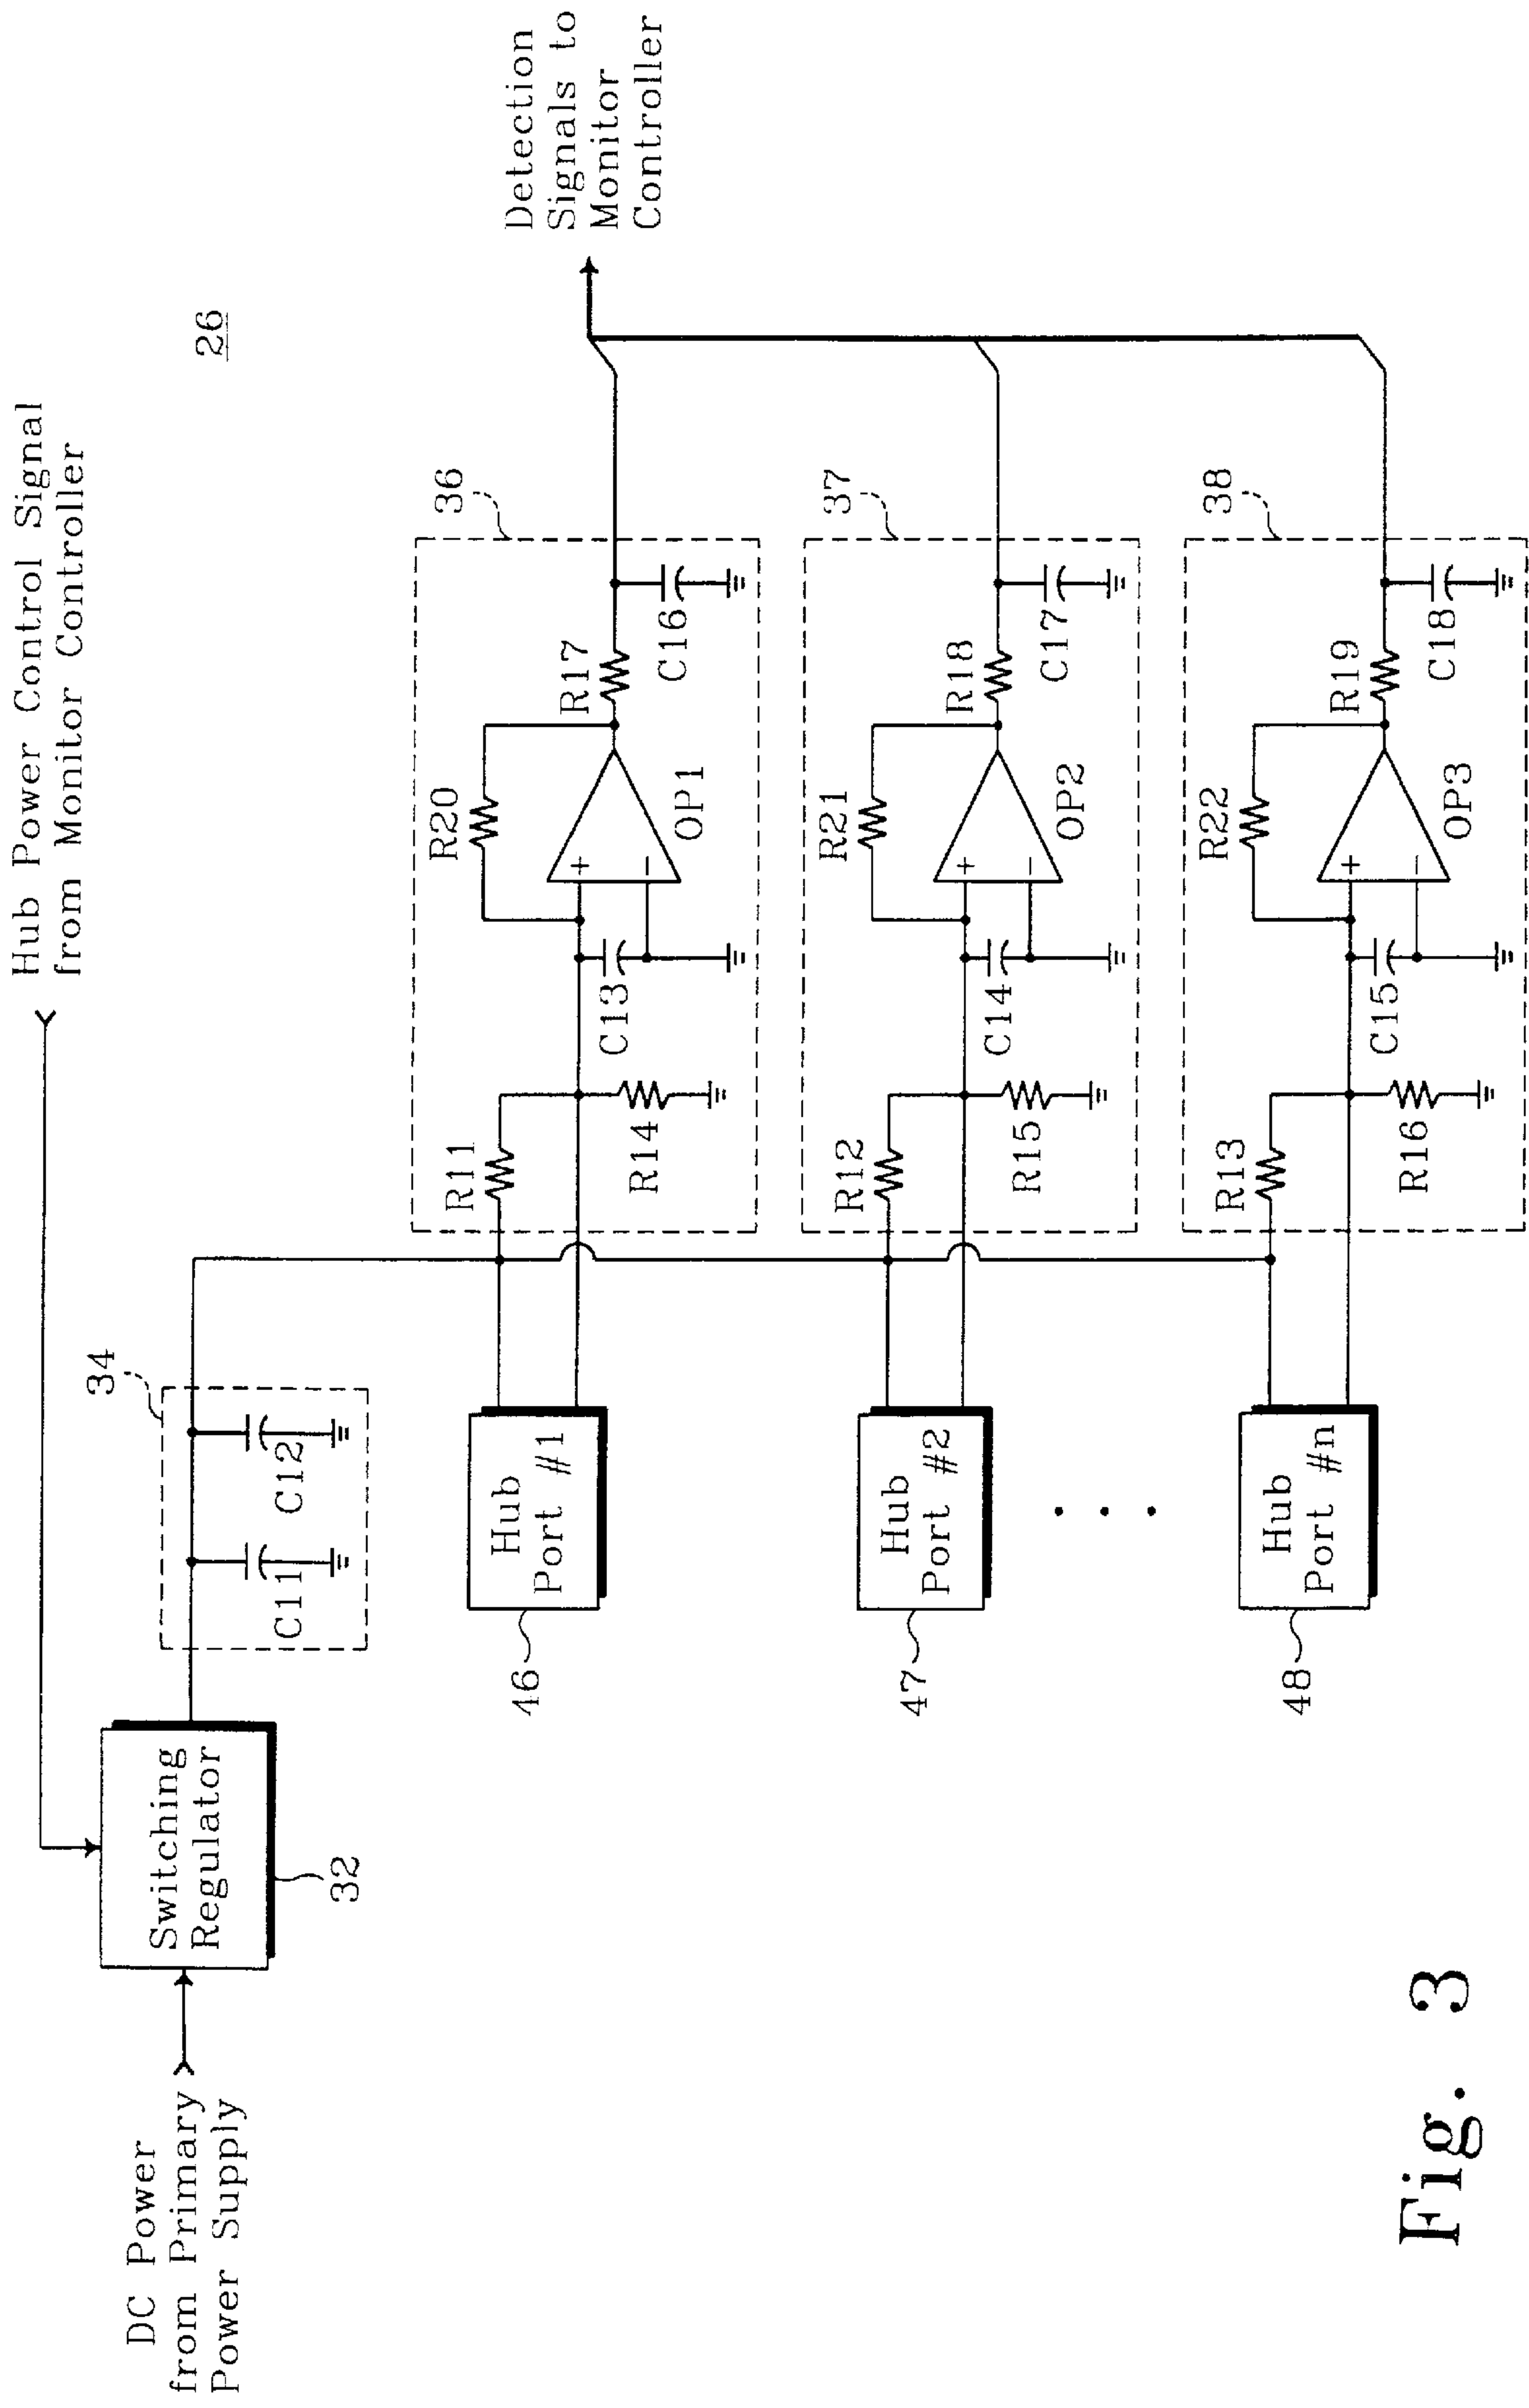 Hub Power Control Signal
from Monitor Controller
26
Detection
Signals to
Monitor
Controller
DC Power
from Primary
Power Supply
Switching
Regulator
32
34
C11
C12
46
Hub
Port #1
R11
R14
C13
R20
+
-
OP1
R17
C16
36
47
Hub
Port #2
R12
R15
C14
R21
+
-
OP2
R18
C17
37
. . .
48
Hub
Port #n
R13
R16
C15
R22
+
-
OP3
R19
C18
38
Fig. 3